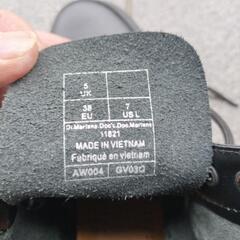 5
UK
38
EU
7
US L
Dr.Martens.Doc's.Doc.Martens
11821
MADE IN VIETNAM
Fabriqué en vietnam
AW004 GV03O